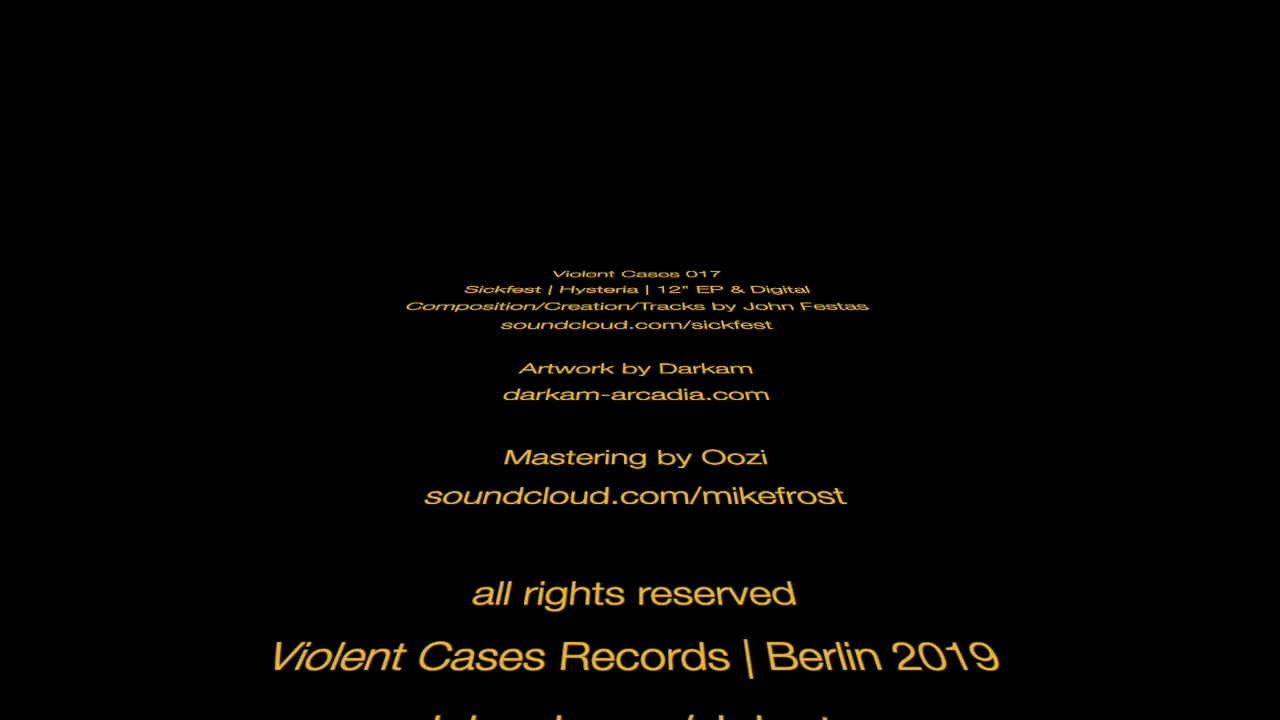 Violent Cases 017
Sickfest | Hysteria | 12" EP & Digital
Composition/Creation/Tracks by John Festas
soundcloud.com/sickfest
Artwork by Darkam
darkam-arcadia.com
Mastering by Oozi
soundcloud.com/mikefrost
all rights reserved
Violent Cases Records | Berlin 2019